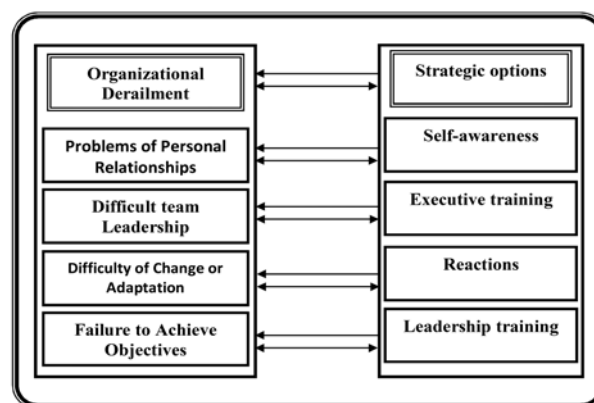 Organizational
Derailment
Problems of Personal
Relationships
Difficult team
Leadership
Difficulty of Change or
Adaptation
Failure to Achieve
Objectives
Strategic options
Self-awareness
Executive training
Reactions
Leadership training